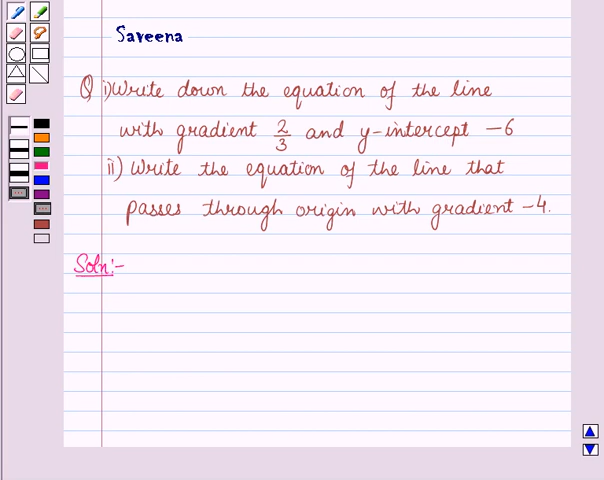 Saveena
Q i) Write down the equation of the line
with gradient 2/3 and y-intercept -6
ii) Write the equation of the line that
passes through origin with gradient -4.
Soln:-